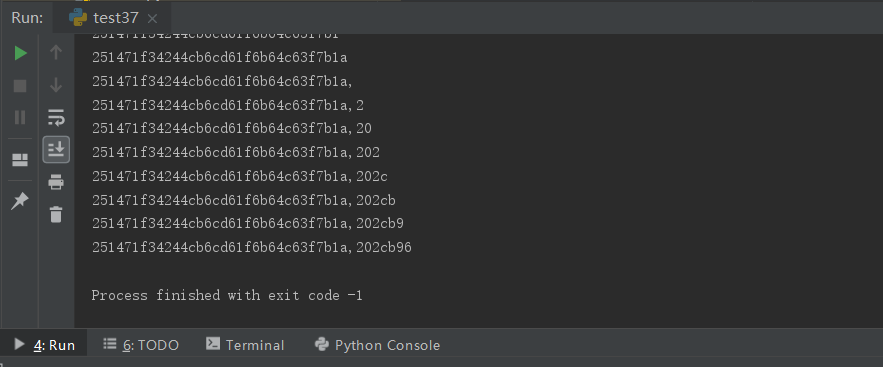 Run: test37
251471f34244cb6cd61f6b64c63f7b1a
251471f34244cb6cd61f6b64c63f7b1a,
251471f34244cb6cd61f6b64c63f7b1a,2
251471f34244cb6cd61f6b64c63f7b1a,20
251471f34244cb6cd61f6b64c63f7b1a,202
251471f34244cb6cd61f6b64c63f7b1a,202c
251471f34244cb6cd61f6b64c63f7b1a,202cb
251471f34244cb6cd61f6b64c63f7b1a,202cb9
251471f34244cb6cd61f6b64c63f7b1a,202cb96
Process finished with exit code -1
4: Run 6: TODO Terminal Python Console